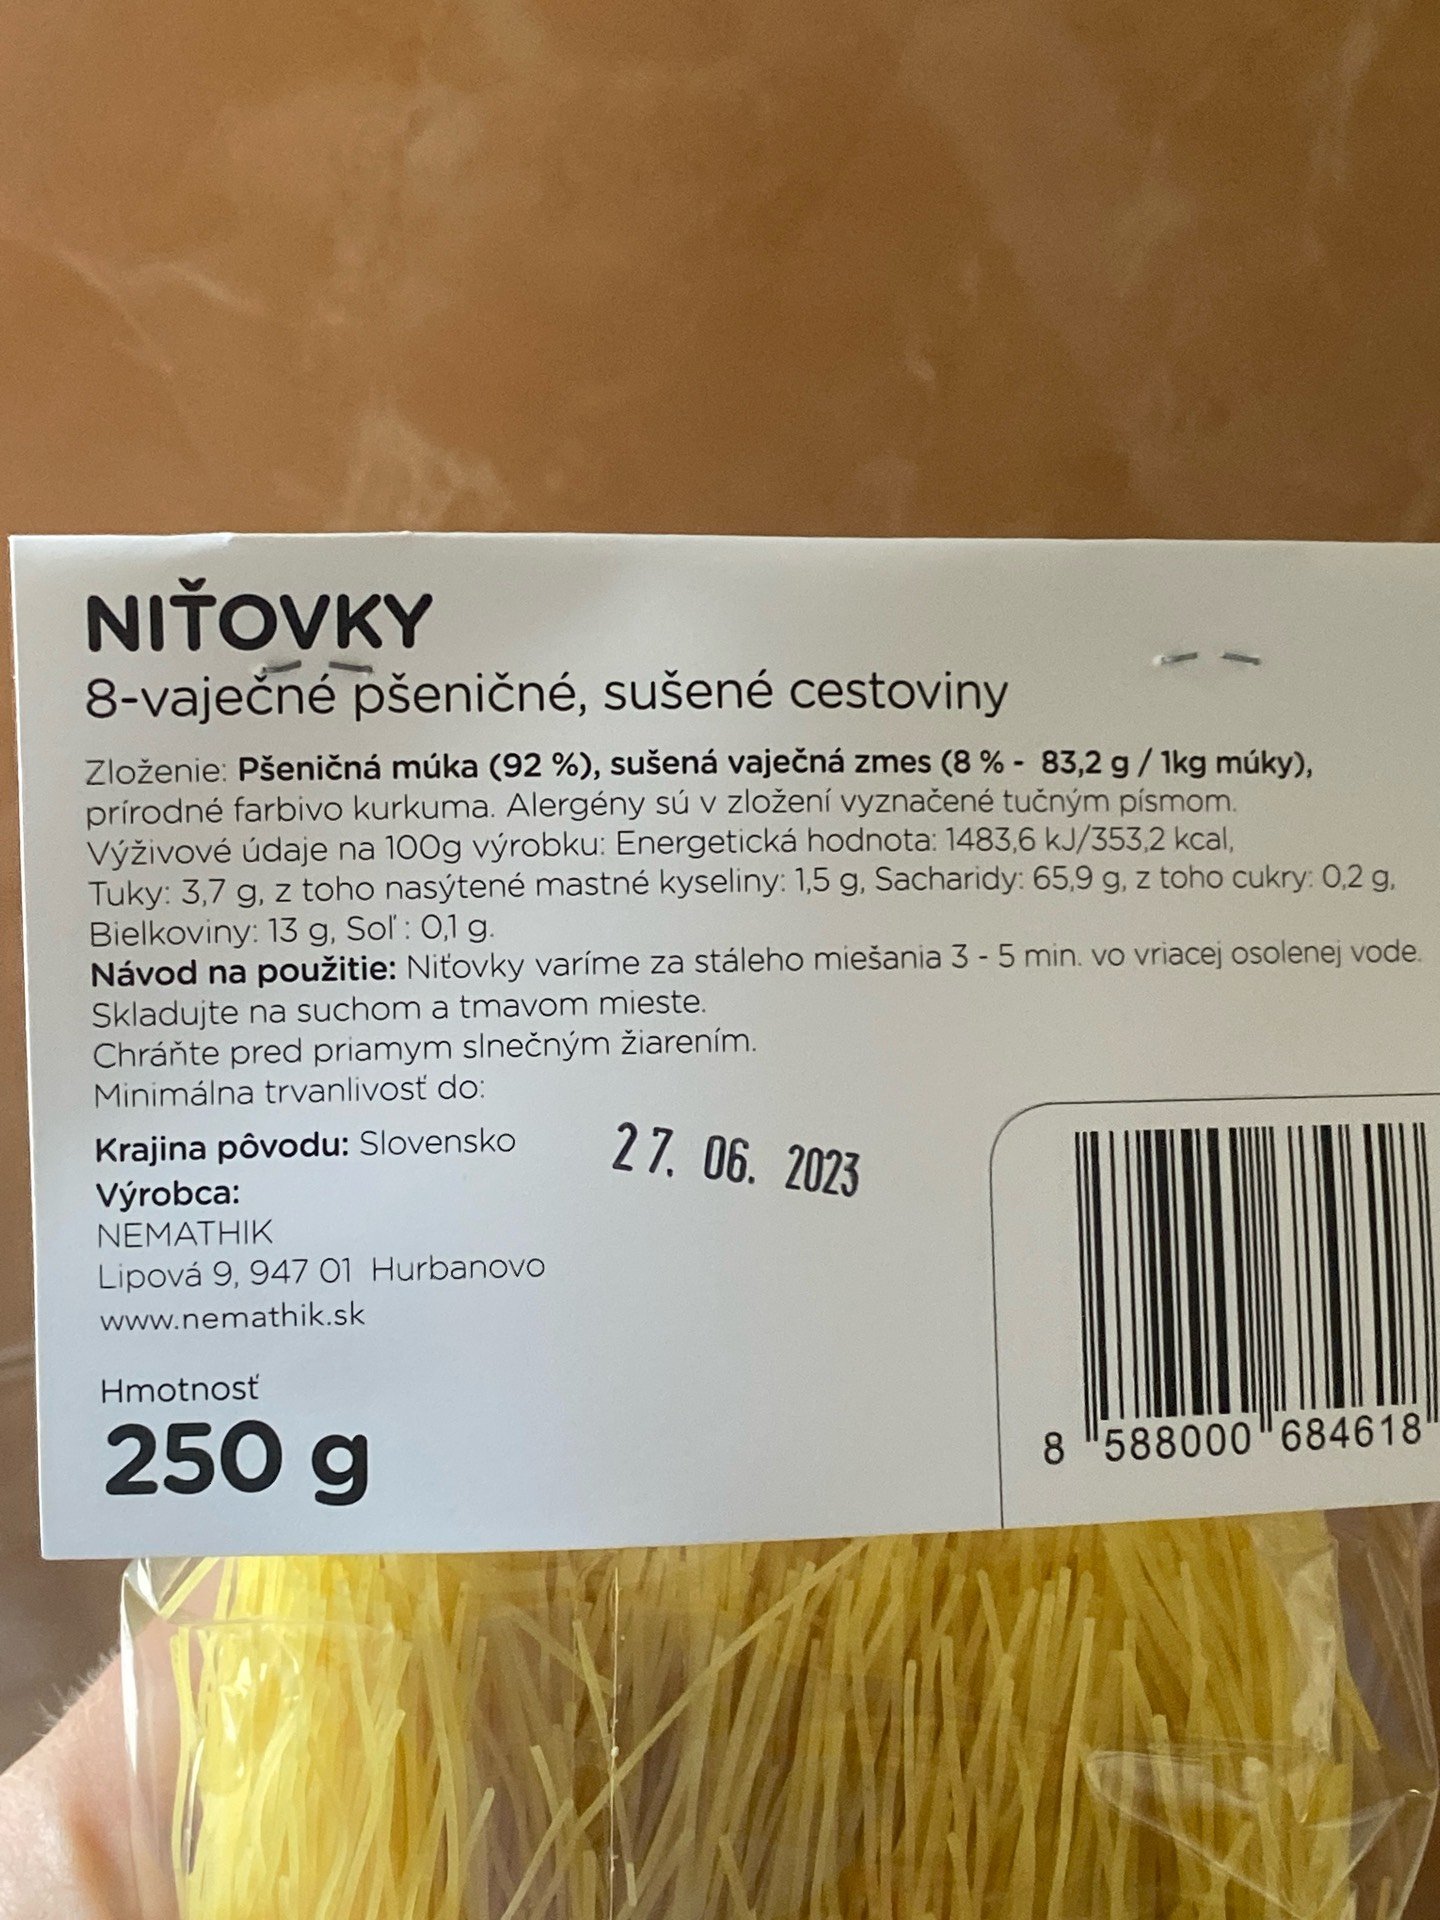 NIŤOVKY
8-vaječné pšeničné, sušené cestoviny
Zloženie: Pšeničná múka (92 %), sušená vaječná zmes (8 % - 83,2 g / 1kg múky),
prírodné farbivo kurkuma. Alergény sú v zložení vyznačené tučným písmom.
Výživové údaje na 100g výrobku: Energetická hodnota: 1483,6 kJ/353,2 kcal,
Tuky: 3,7 g, z toho nasýtené mastné kyseliny: 1,5 g, Sacharidy: 65,9 g, z toho cukry: 0,2 g,
Bielkoviny: 13 g, Soľ : 0,1 g.
Návod na použitie: Niťovky varíme za stáleho miešania 3 - 5 min. vo vriacej osolenej vode.
Skladujte na suchom a tmavom mieste.
Chráňte pred priamym slnečným žiarením.
Minimálna trvanlivosť do:
27. 06. 2023
Krajina pôvodu: Slovensko
Výrobca:
NEMATHIK
Lipová 9, 947 01 Hurbanovo
www.nemathik.sk
Hmotnosť
250 g
8 588000 684618